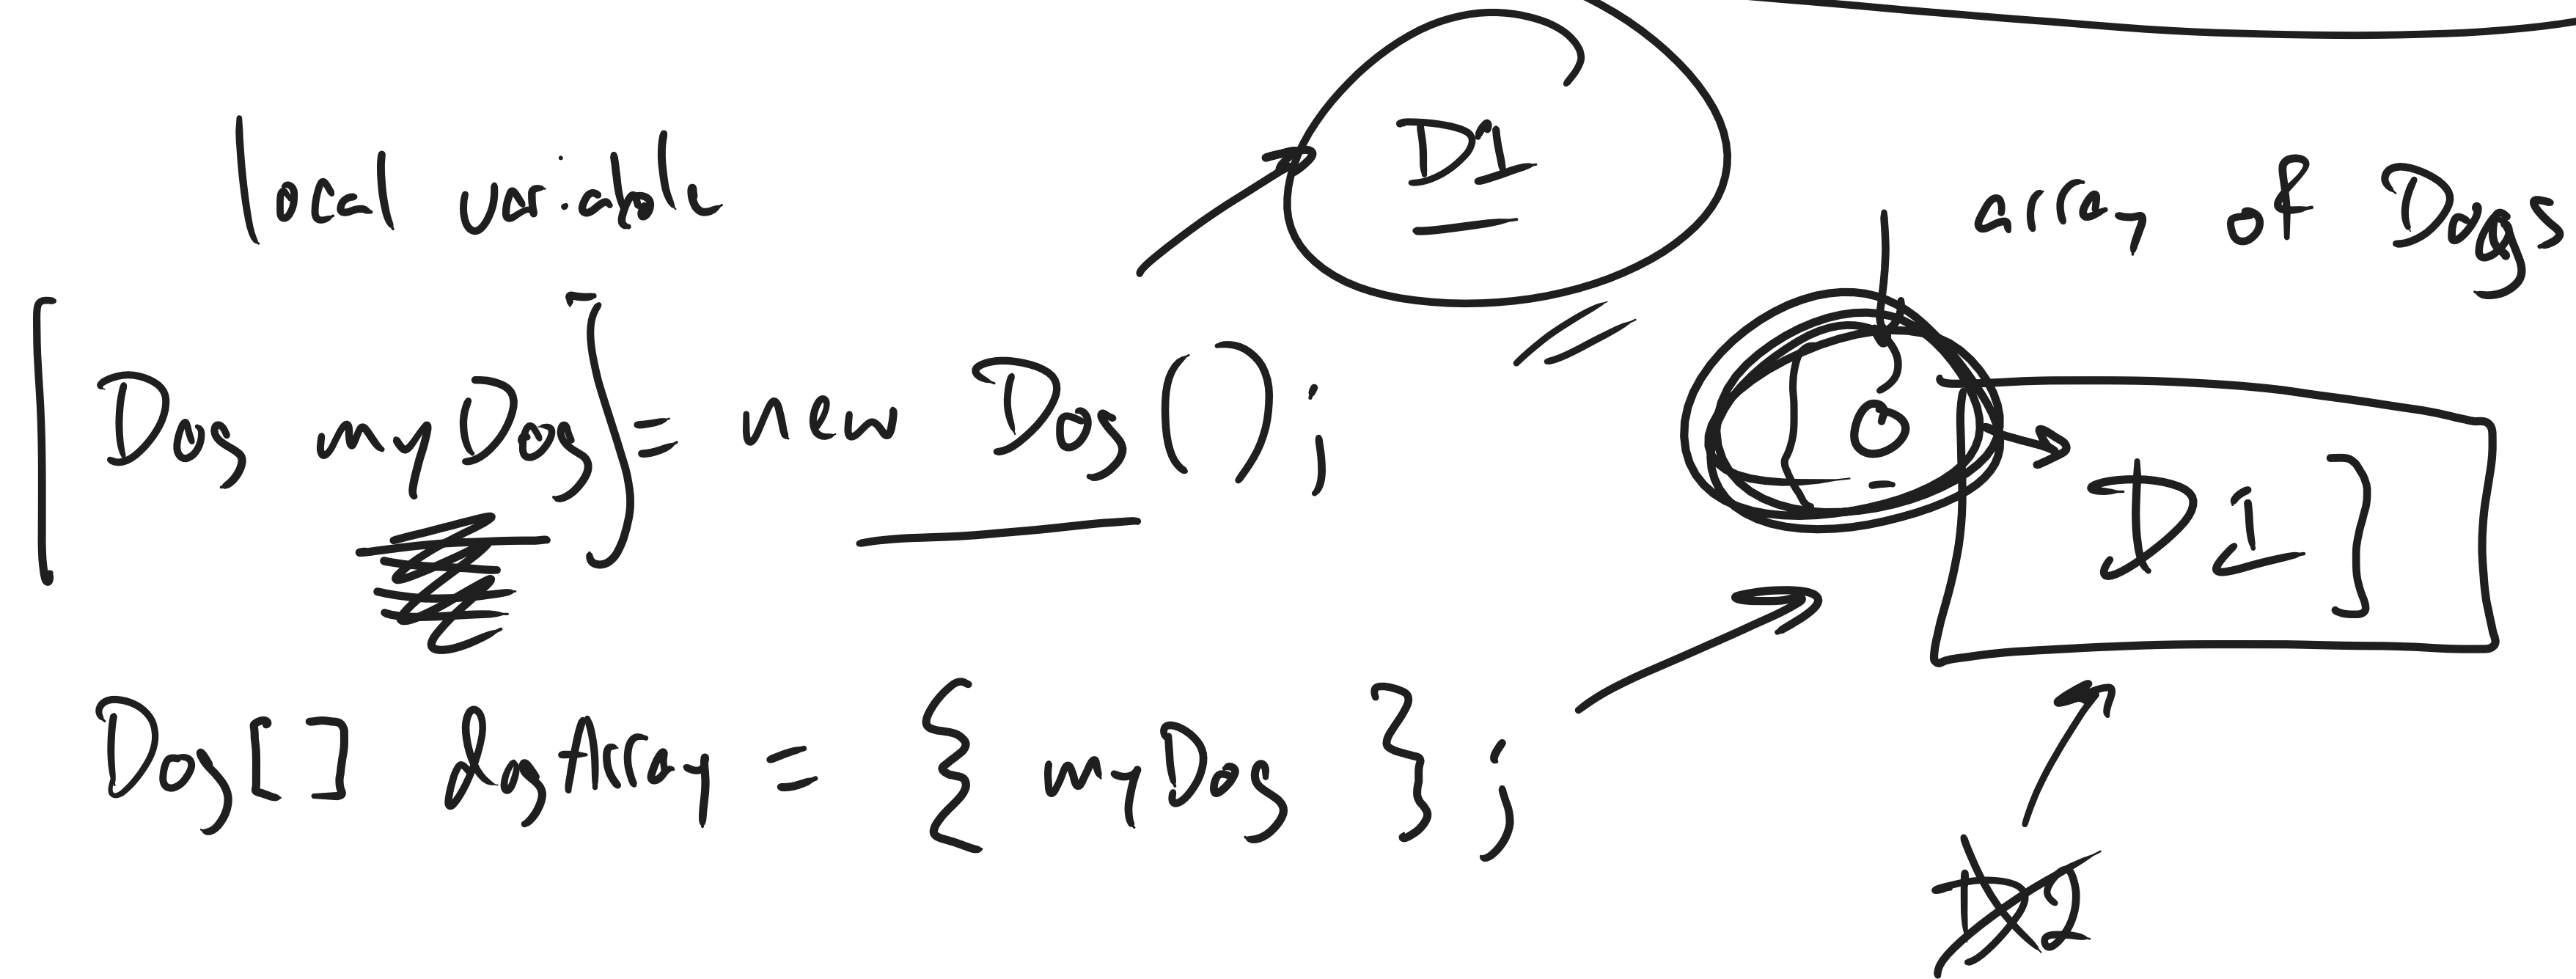 local variable
D1
array of Dogs
[Dog myDog] = new Dog();
[0
D1]
Dog[] dogArray = { myDog };
D2